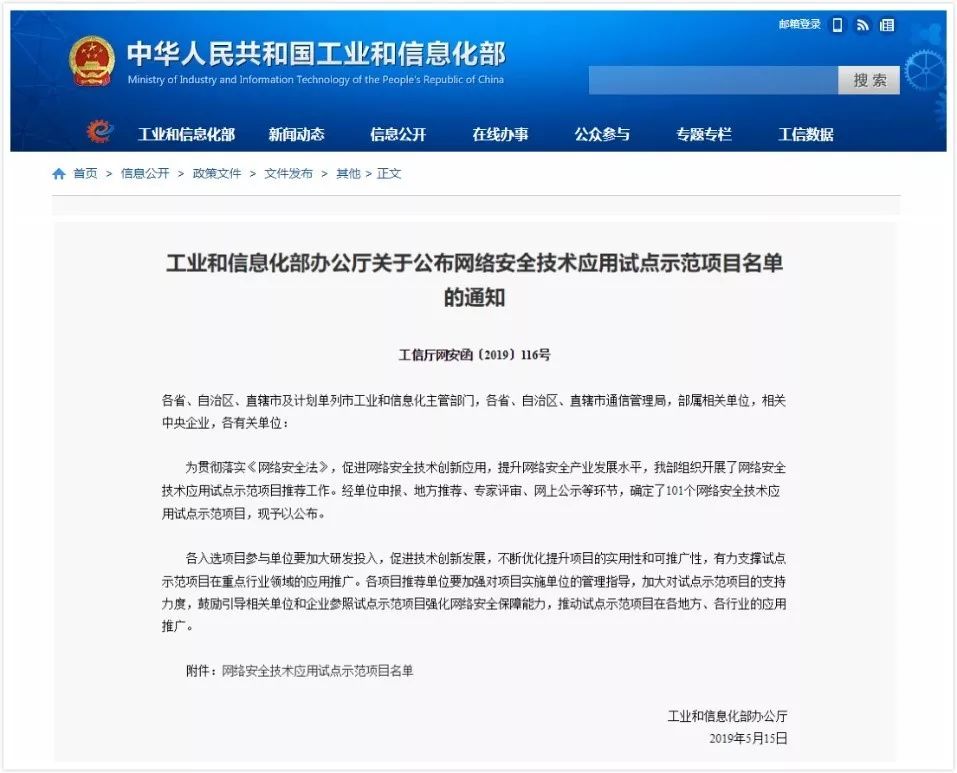 邮箱登录
中华人民共和国工业和信息化部
Ministry of Industry and Information Technology of the People's Republic of China
搜 索
工业和信息化部 新闻动态 信息公开 在线办事 公众参与 专题专栏 工信数据
首页 > 信息公开 > 政策文件 > 文件发布 > 其他 > 正文
工业和信息化部办公厅关于公布网络安全技术应用试点示范项目名单
的通知
工信厅网安函〔2019〕116号
各省、自治区、直辖市及计划单列市工业和信息化主管部门，各省、自治区、直辖市通信管理局，部属相关单位，相关
中央企业，各有关单位：
为贯彻落实《网络安全法》，促进网络安全技术创新应用，提升网络安全产业发展水平，我部组织开展了网络安全
技术应用试点示范项目推荐工作。经单位申报、地方推荐、专家评审、网上公示等环节，确定了101个网络安全技术应
用试点示范项目，现予以公布。
各入选项目参与单位要加大研发投入，促进技术创新发展，不断优化提升项目的实用性和可推广性，有力支撑试点
示范项目在重点行业领域的应用推广。各项目推荐单位要加强对项目实施单位的管理指导，加大对试点示范项目的支持
力度，鼓励引导相关单位和企业参照试点示范项目强化网络安全保障能力，推动试点示范项目在各地方、各行业的应用
推广。
附件：网络安全技术应用试点示范项目名单
工业和信息化部办公厅
2019年5月15日